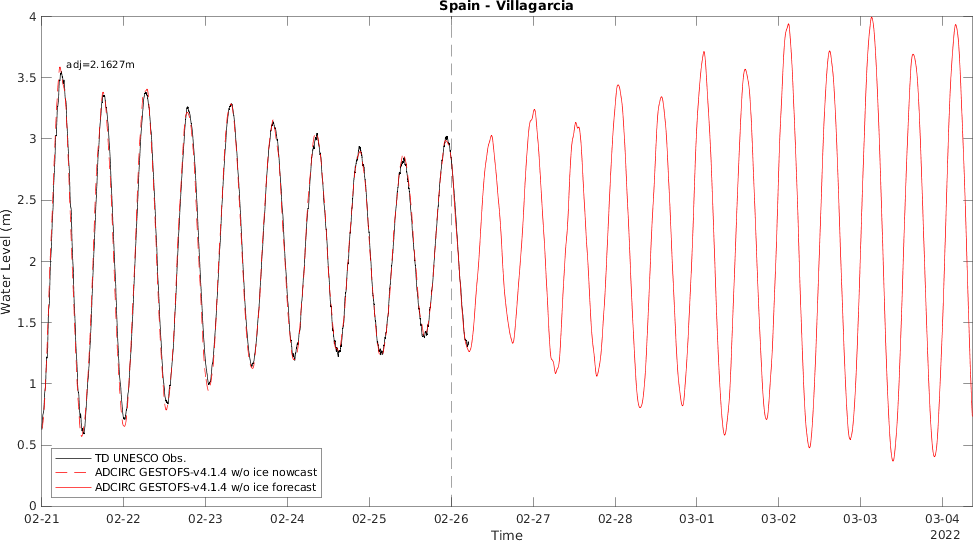 Spain - Villagarcia
adj=2.1627m
4
3.5
3
2.5
2
1.5
1
0.5
0
Water Level (m)
TD UNESCO Obs.
ADCIRC GESTOFS-v4.1.4 w/o ice nowcast
ADCIRC GESTOFS-v4.1.4 w/o ice forecast
02-21 02-22 02-23 02-24 02-25 02-26 02-27 02-28 03-01 03-02 03-03 03-04
Time
2022